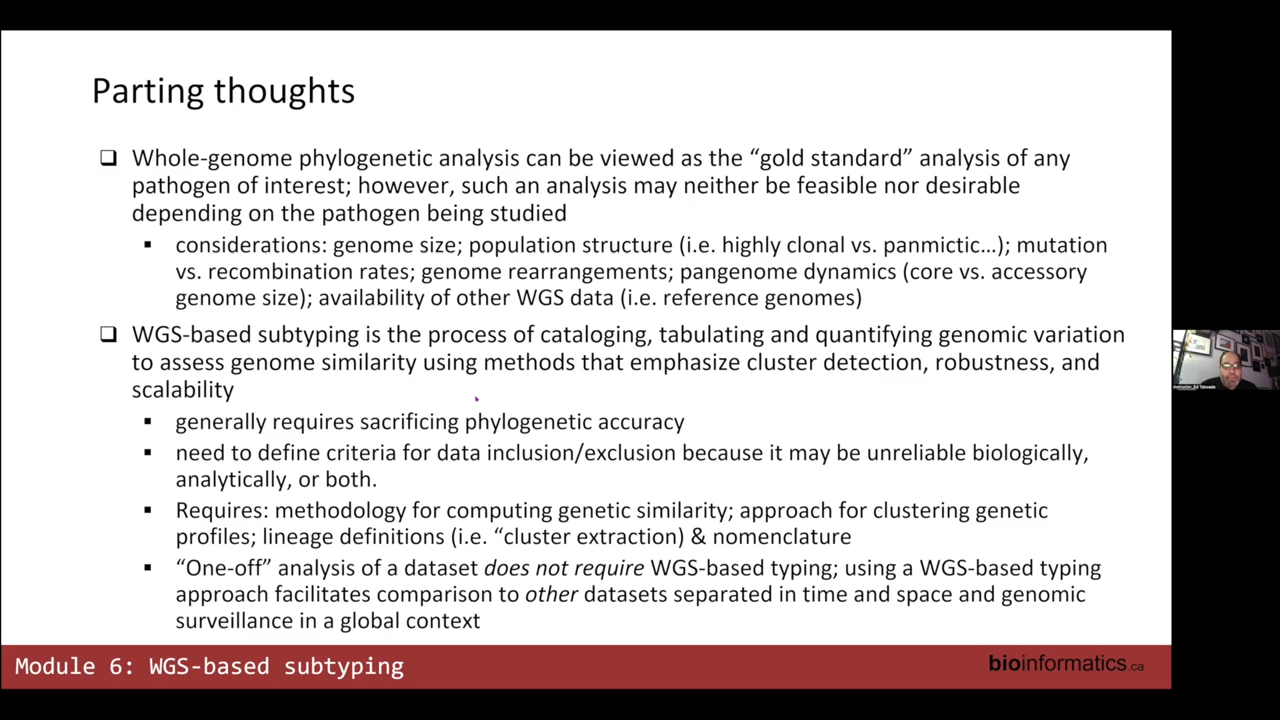 Parting thoughts
Whole-genome phylogenetic analysis can be viewed as the “gold standard” analysis of any
pathogen of interest; however, such an analysis may neither be feasible nor desirable
depending on the pathogen being studied
considerations: genome size; population structure (i.e. highly clonal vs. panmictic…); mutation
vs. recombination rates; genome rearrangements; pangenome dynamics (core vs. accessory
genome size); availability of other WGS data (i.e. reference genomes)
WGS-based subtyping is the process of cataloging, tabulating and quantifying genomic variation
to assess genome similarity using methods that emphasize cluster detection, robustness, and
scalability
generally requires sacrificing phylogenetic accuracy
need to define criteria for data inclusion/exclusion because it may be unreliable biologically,
analytically, or both.
Requires: methodology for computing genetic similarity; approach for clustering genetic
profiles; lineage definitions (i.e. “cluster extraction) & nomenclature
“One-off” analysis of a dataset does not require WGS-based typing; using a WGS-based typing
approach facilitates comparison to other datasets separated in time and space and genomic
surveillance in a global context
Module 6: WGS-based subtyping
bioinformatics.ca
Instructor_Ed Taboada